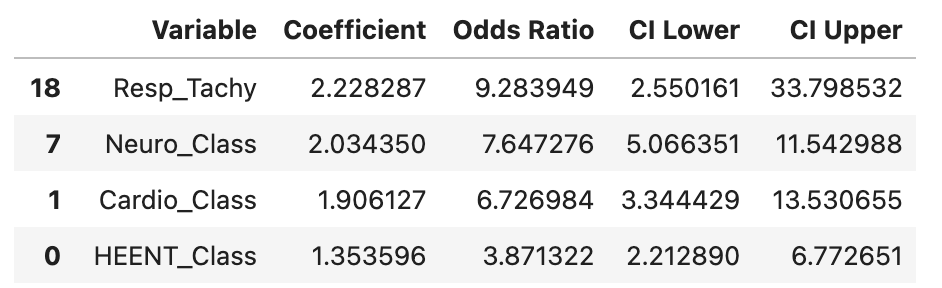 Variable Coefficient Odds Ratio CI Lower CI Upper
18 Resp_Tachy 2.228287 9.283949 2.550161 33.798532
7 Neuro_Class 2.034350 7.647276 5.066351 11.542988
1 Cardio_Class 1.906127 6.726984 3.344429 13.530655
0 HEENT_Class 1.353596 3.871322 2.212890 6.772651